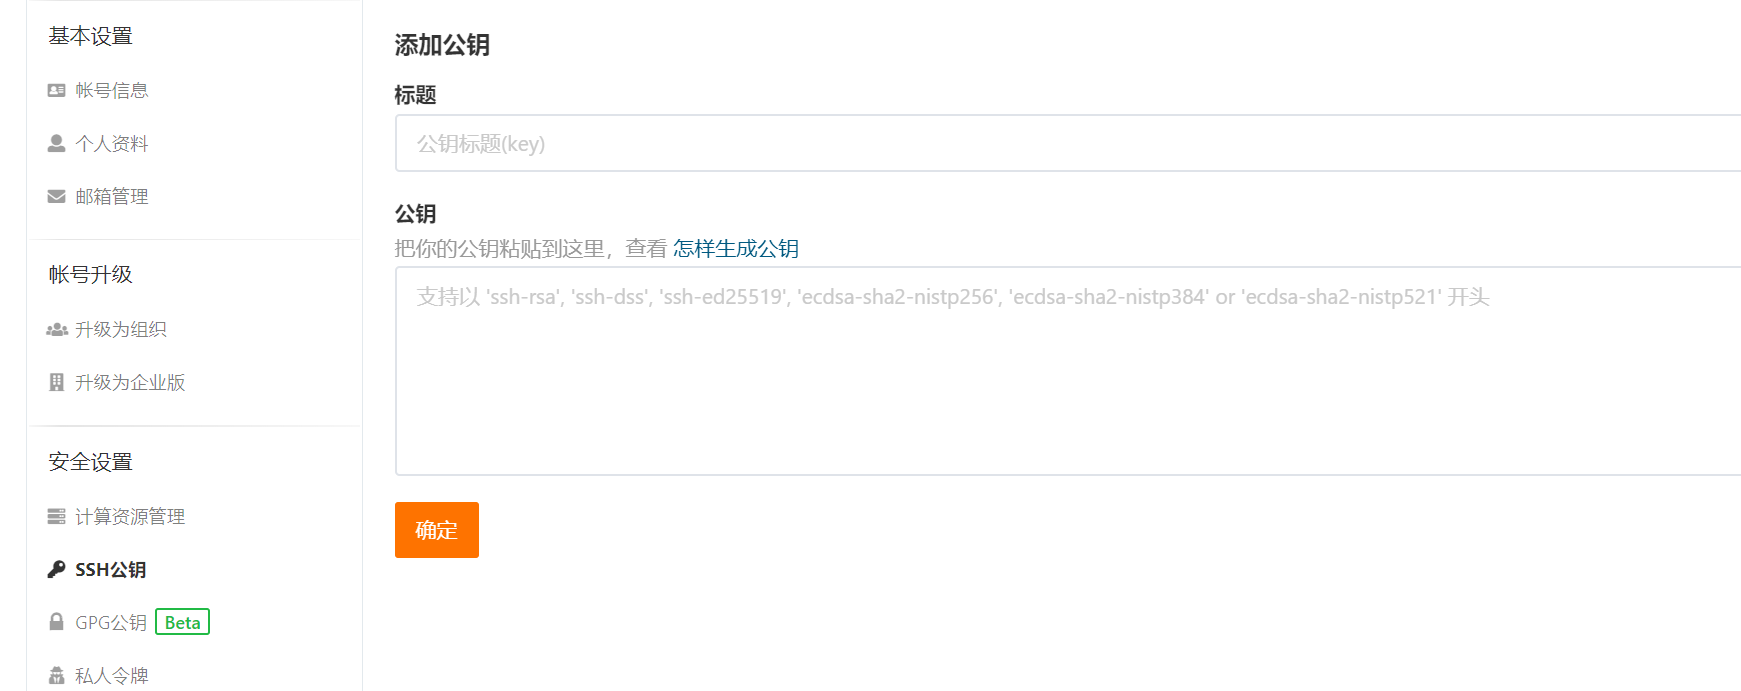 基本设置
帐号信息
个人资料
邮箱管理
帐号升级
升级为组织
升级为企业版
安全设置
计算资源管理
SSH公钥
GPG公钥 Beta
私人令牌
添加公钥
标题
公钥标题(key)
公钥
把你的公钥粘贴到这里，查看 怎样生成公钥
支持以 'ssh-rsa', 'ssh-dss', 'ssh-ed25519', 'ecdsa-sha2-nistp256', 'ecdsa-sha2-nistp384' or 'ecdsa-sha2-nistp521' 开头
确定